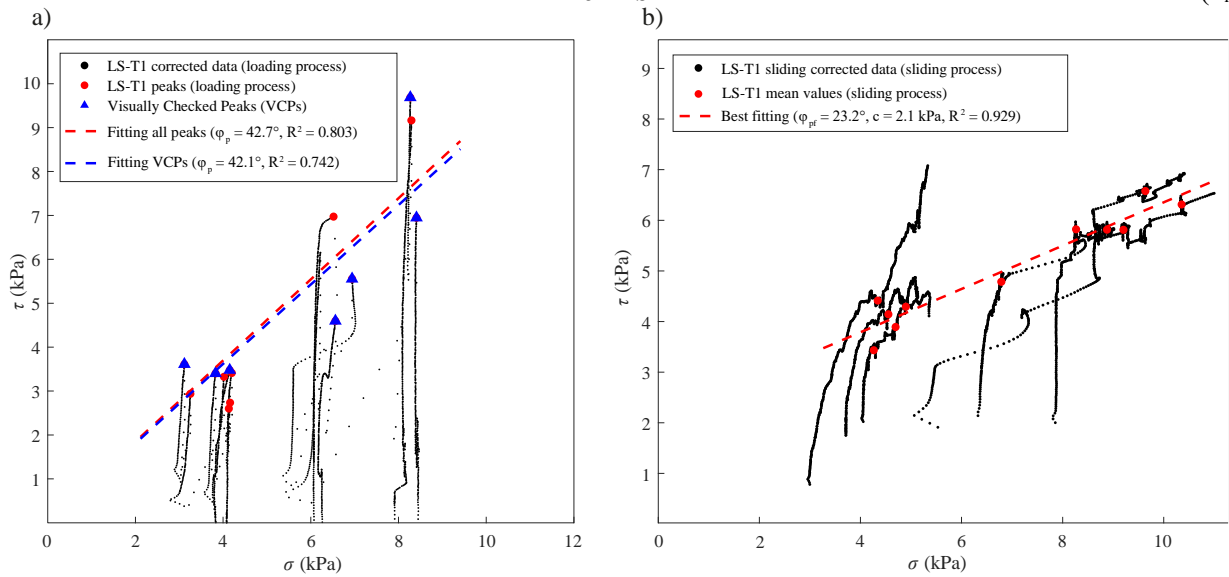 a)
LS-T1 corrected data (loading process)
LS-T1 peaks (loading process)
Visually Checked Peaks (VCPs)
Fitting all peaks (φp = 42.7°, R² = 0.803)
Fitting VCPs (φp = 42.1°, R² = 0.742)
τ (kPa)
10
9
8
7
6
5
4
3
2
1
0
2
4
6
8
10
12
σ (kPa)
b)
LS-T1 sliding corrected data (sliding process)
LS-T1 mean values (sliding process)
Best fitting (φpf = 23.2°, c = 2.1 kPa, R² = 0.929)
τ (kPa)
9
8
7
6
5
4
3
2
1
0
2
4
6
8
10
σ (kPa)